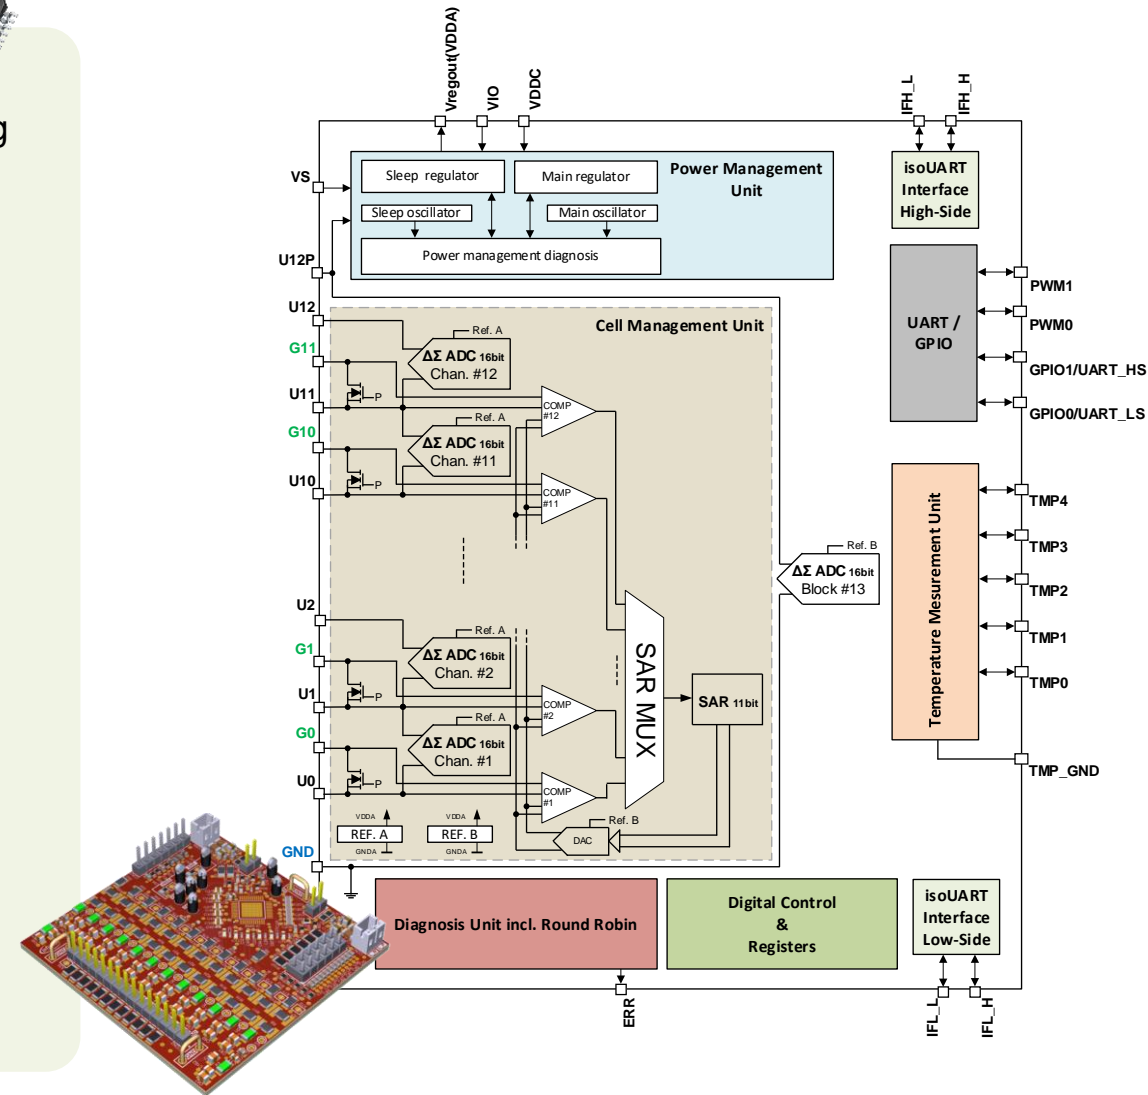 g
Vregout(VDDA)
VIO
VDDC
IFH_L
IFH_H
VS
Sleep regulator
Main regulator
Power Management
Unit
Sleep oscillator
Main oscillator
Power management diagnosis
isoUART
Interface
High-Side
U12P
U12
G11
U11
G10
U10
U2
G1
U1
G0
U0
GND
Cell Management Unit
Ref. A
ΔΣ ADC 16bit
Chan. #12
P
COMP
#12
Ref. A
ΔΣ ADC 16bit
Chan. #11
P
COMP
#11
Ref. A
ΔΣ ADC 16bit
Chan. #2
P
COMP
#2
Ref. A
ΔΣ ADC 16bit
Chan. #1
P
COMP
#1
SAR MUX
SAR 11bit
VDDA
REF. A
GNDA
VDDA
REF. B
GNDA
DAC
Ref. B
Ref. B
ΔΣ ADC 16bit
Block #13
UART /
GPIO
PWM1
PWM0
GPIO1/UART_HS
GPIO0/UART_LS
Temperature Mesurement Unit
TMP4
TMP3
TMP2
TMP1
TMP0
TMP_GND
Diagnosis Unit incl. Round Robin
Digital Control
&
Registers
isoUART
Interface
Low-Side
ERR
IFL_L
IFL_H